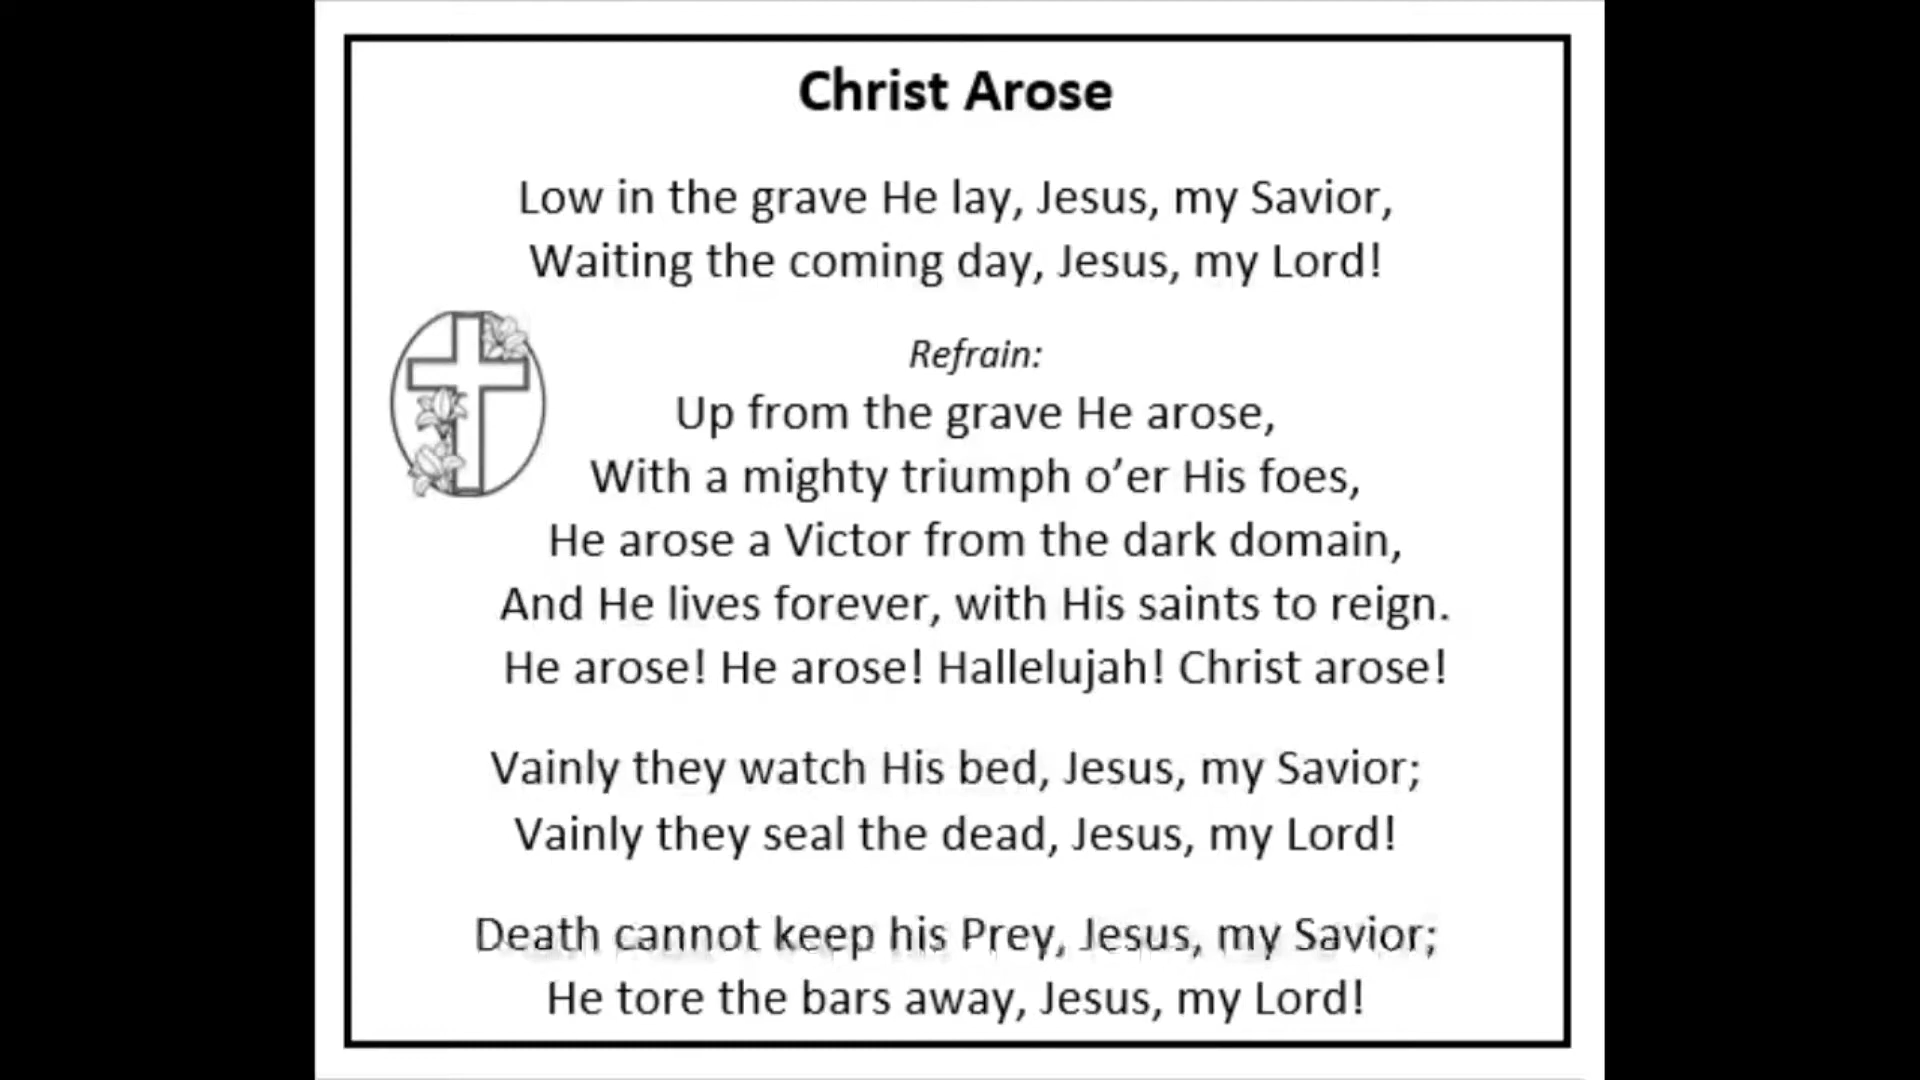 Christ Arose
Low in the grave He lay, Jesus, my Savior,
Waiting the coming day, Jesus, my Lord!
Refrain:
Up from the grave He arose,
With a mighty triumph o’er His foes,
He arose a Victor from the dark domain,
And He lives forever, with His saints to reign.
He arose! He arose! Hallelujah! Christ arose!
Vainly they watch His bed, Jesus, my Savior;
Vainly they seal the dead, Jesus, my Lord!
Death cannot keep his Prey, Jesus, my Savior;
He tore the bars away, Jesus, my Lord!